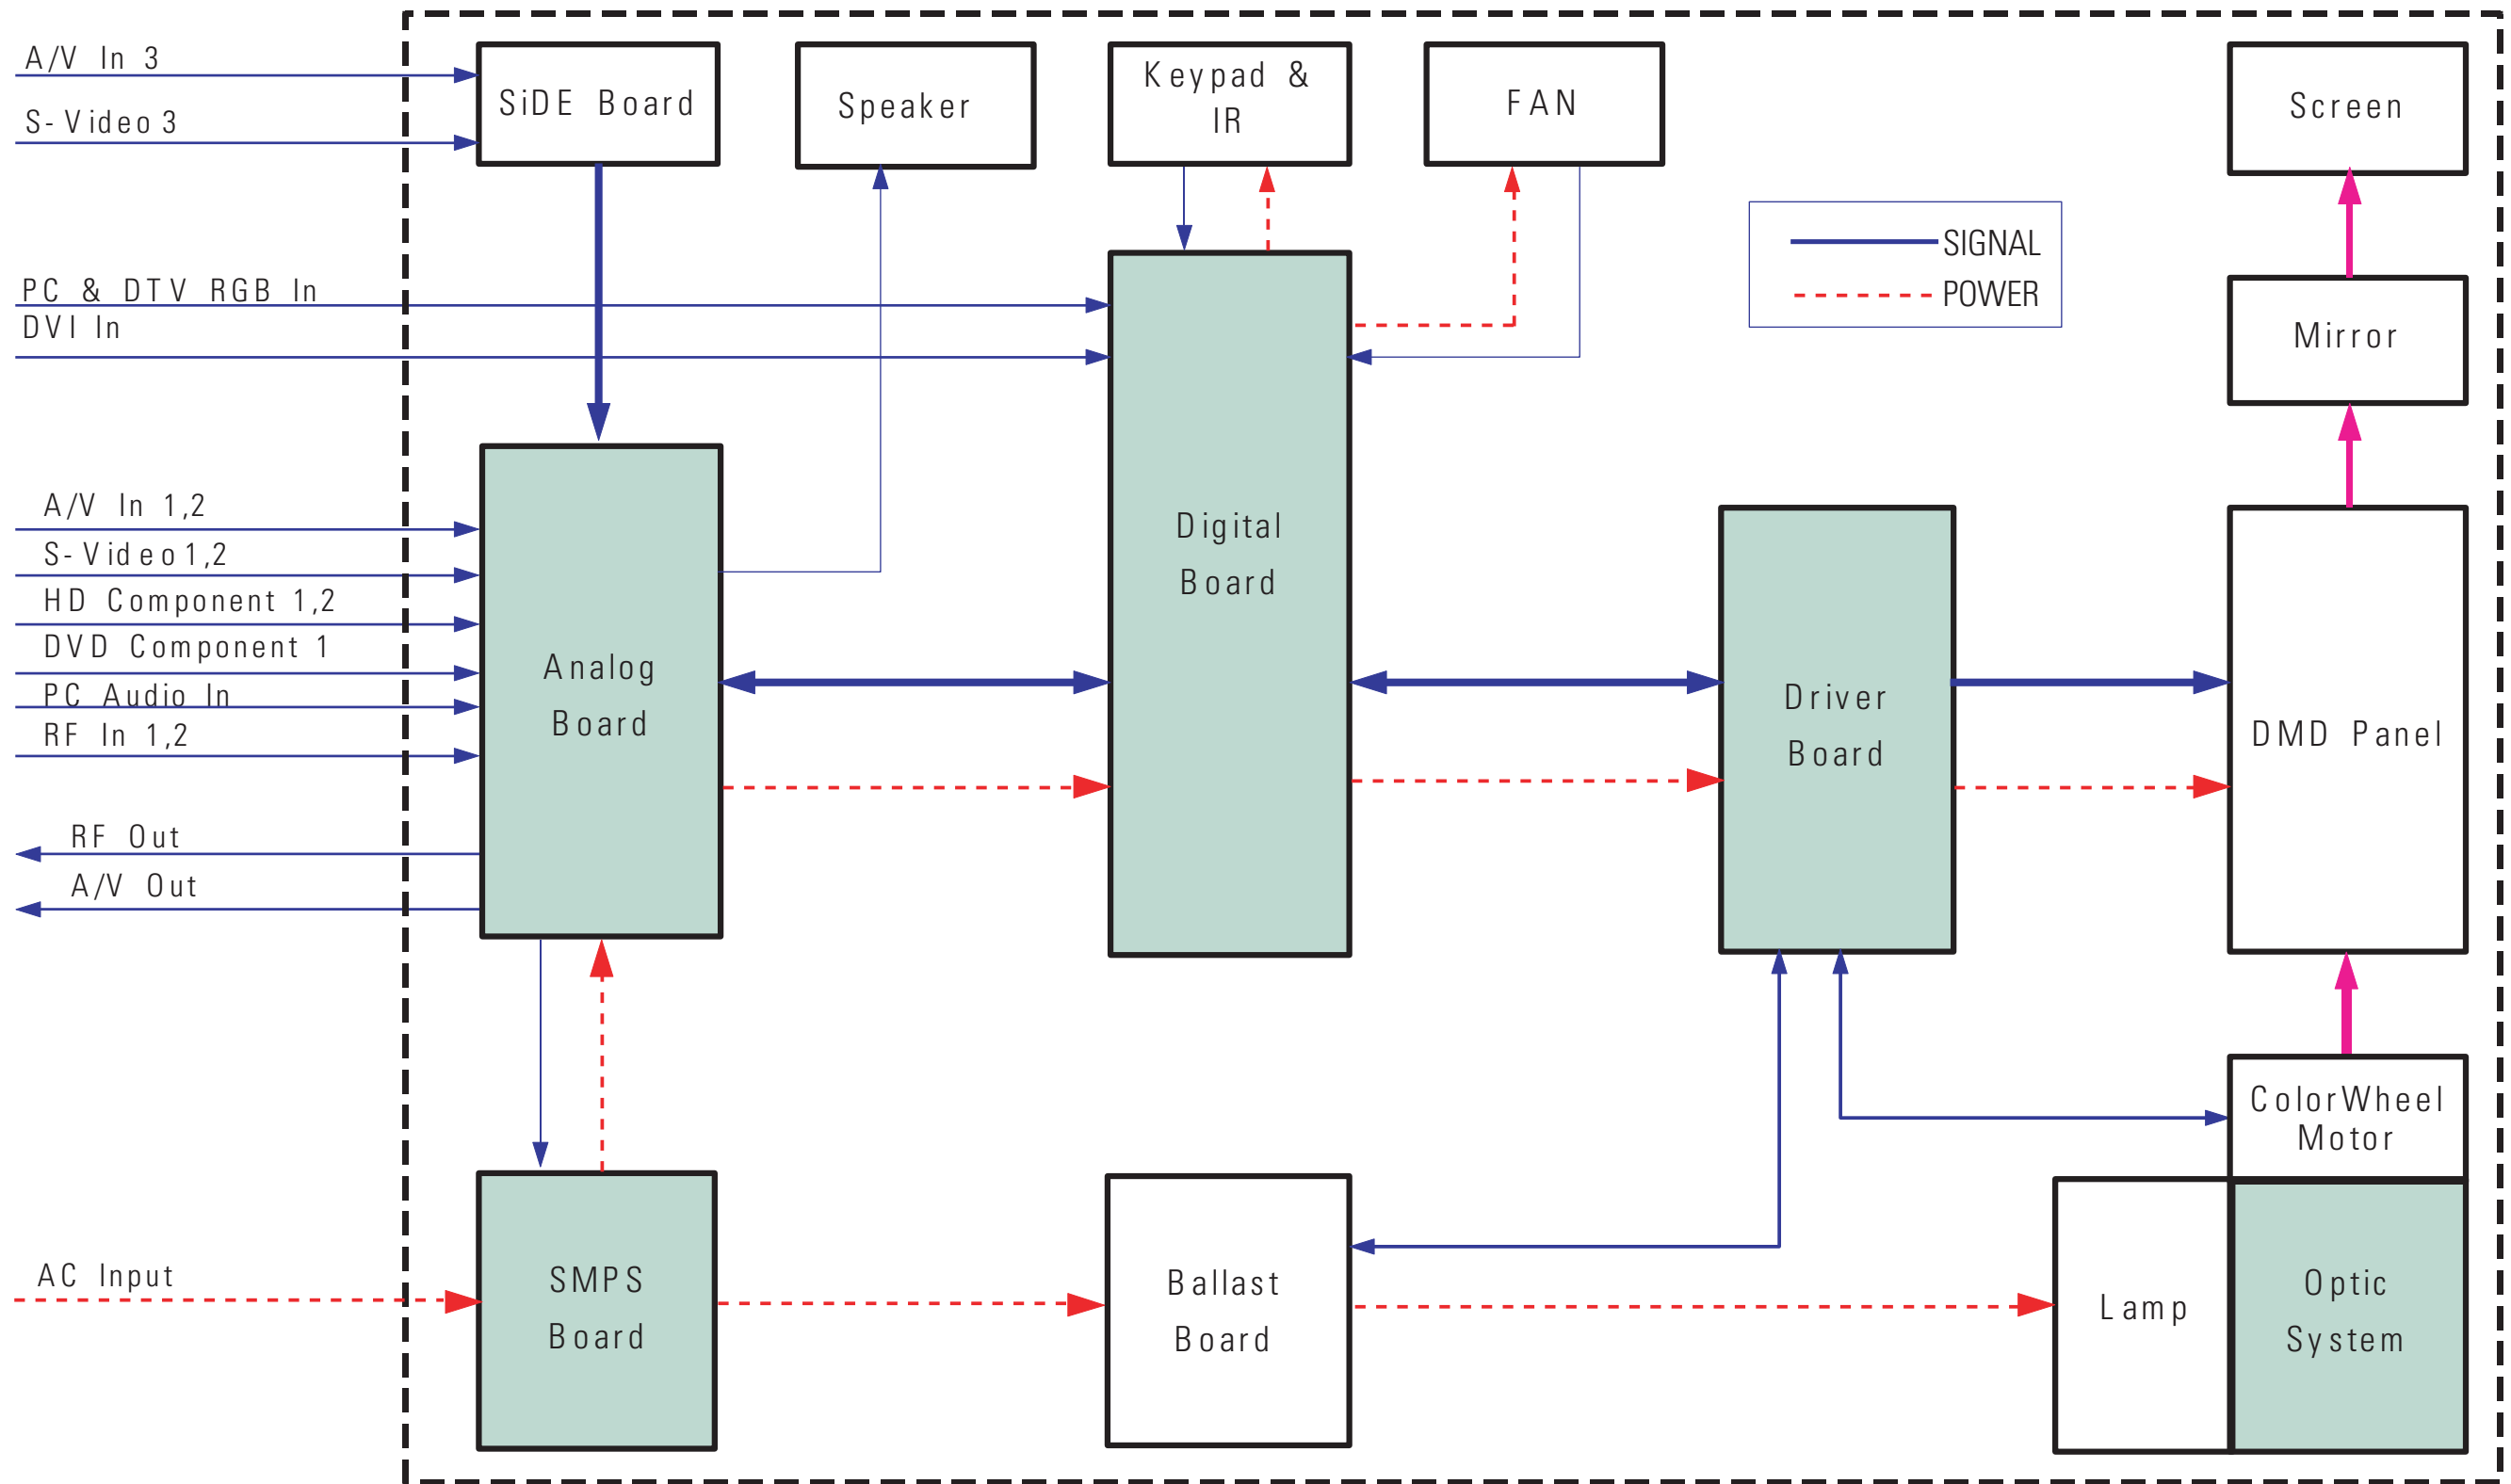 A/V In 3
S-Video 3
SiDE Board
Speaker
Keypad &
IR
FAN
Screen
SIGNAL
POWER
PC & DTV RGB In
DVI In
Mirror
A/V In 1,2
S-Video 1,2
HD Component 1,2
DVD Component 1
PC Audio In
RF In 1,2
RF Out
A/V Out
Analog
Board
Digital
Board
Driver
Board
DMD Panel
ColorWheel
Motor
AC Input
SMPS
Board
Ballast
Board
Lamp
Optic
System